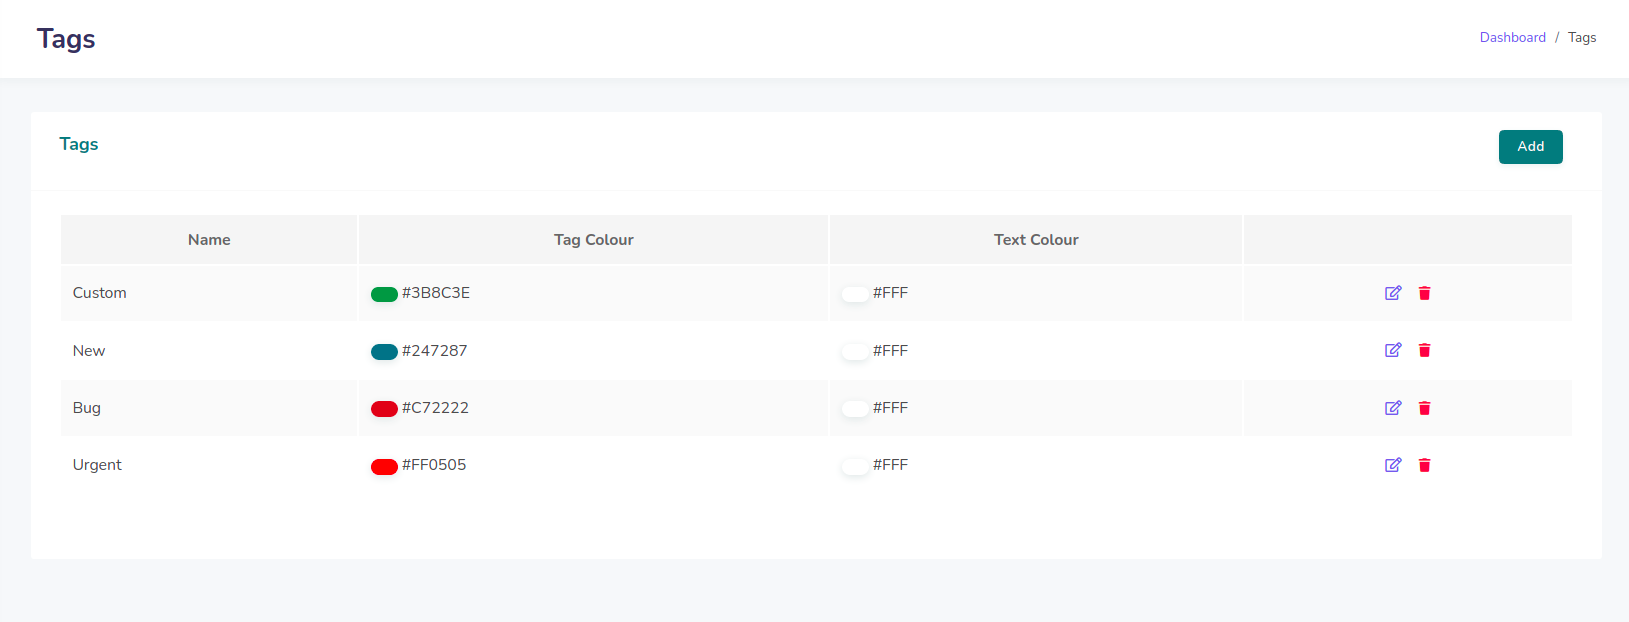 Tags
Dashboard / Tags
Tags
Add
Name Tag Colour Text Colour
Custom #3B8C3E #FFF
New #247287 #FFF
Bug #C72222 #FFF
Urgent #FF0505 #FFF